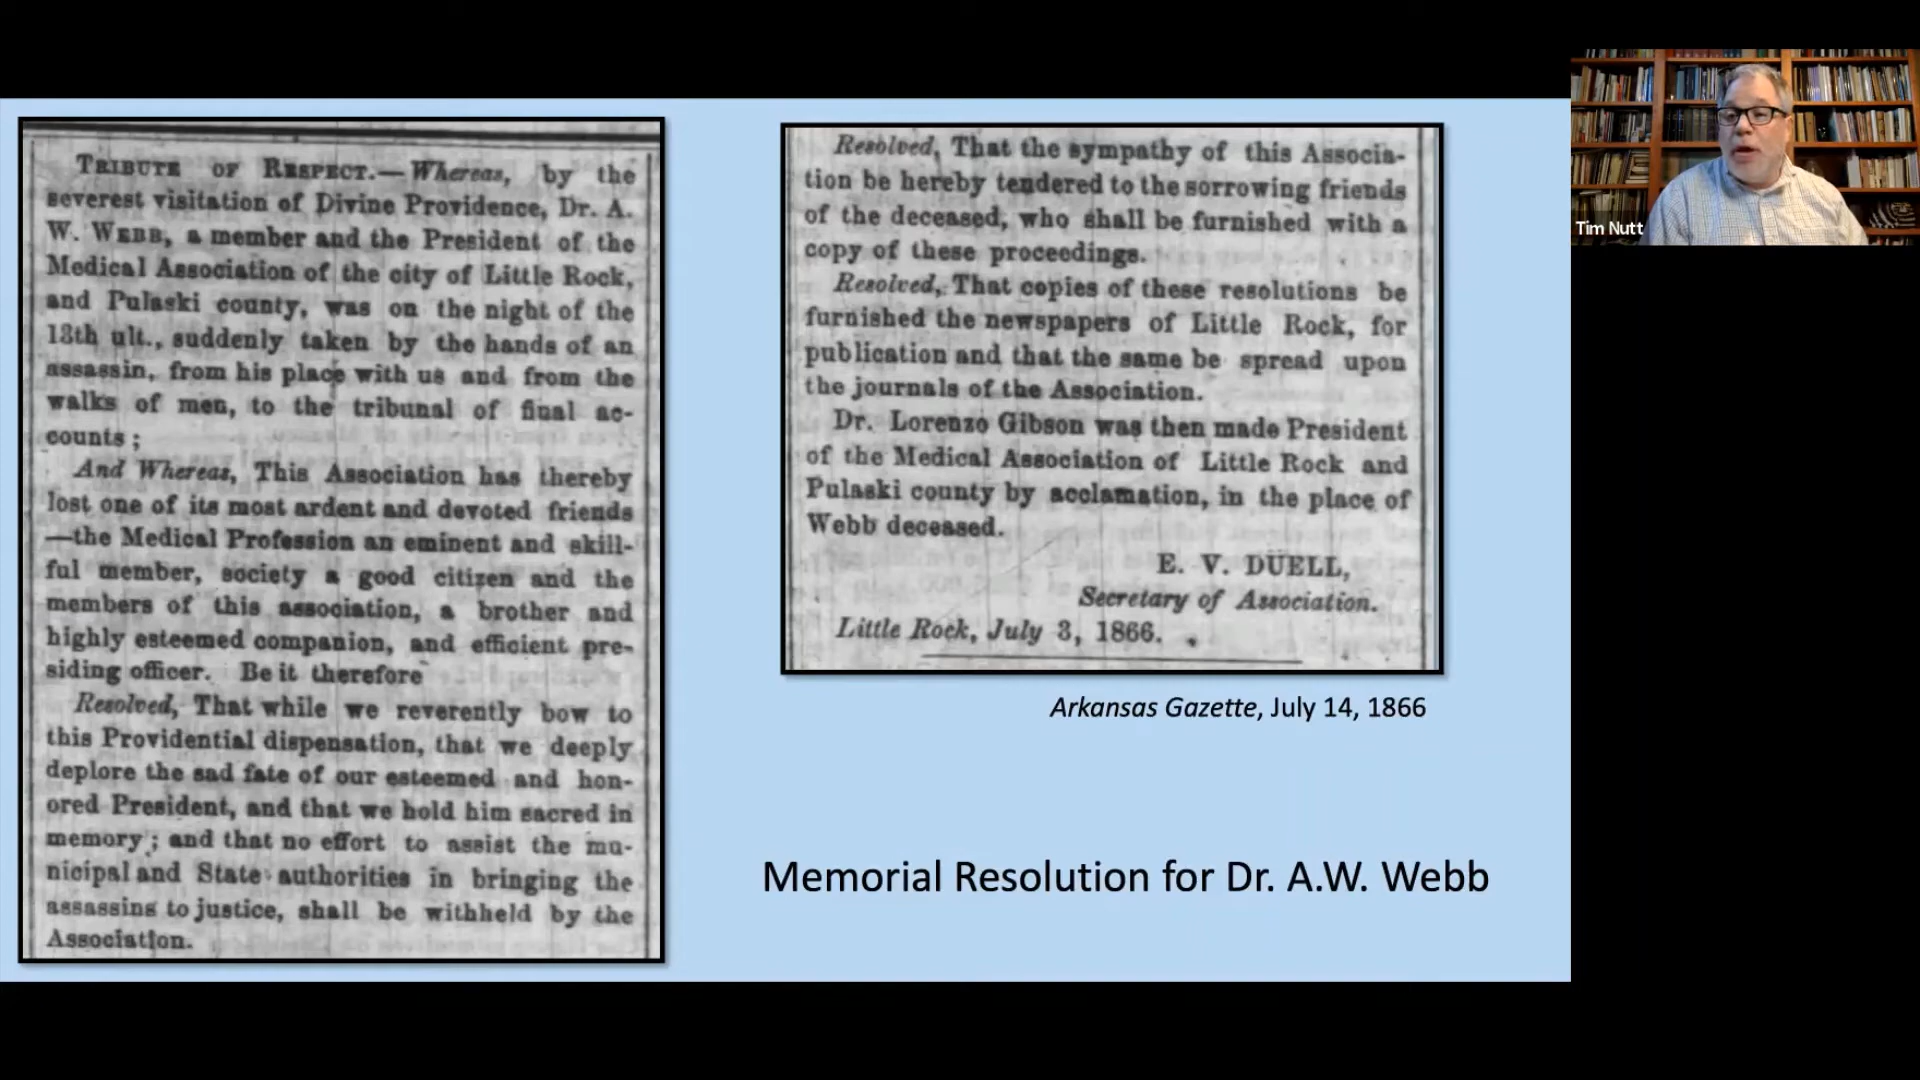 TRIBUTE OF RESPECT.—Whereas, by the
severest visitation of Divine Providence, Dr. A.
W. WEBB, a member and the President of the
Medical Association of the city of Little Rock,
and Pulaski county, was on the night of the
13th ult., suddenly taken by the hands of an
assassin, from his place with us and from the
walks of men, to the tribunal of final ac-
counts;
And Whereas, This Association has thereby
lost one of its most ardent and devoted friends
—the Medical Profession an eminent and skill-
ful member, society a good citizen and the
members of this association, a brother and
highly esteemed companion, and efficient pre-
siding officer. Be it therefore
Resolved, That while we reverently bow to
this Providential dispensation, that we deeply
deplore the sad fate of our esteemed and hon-
ored President, and that we hold him sacred in
memory; and that no effort to assist the mu-
nicipal and State authorities in bringing the
assassins to justice, shall be withheld by the
Association.
Resolved, That the sympathy of this Associa-
tion be hereby tendered to the sorrowing friends
of the deceased, who shall be furnished with a
copy of these proceedings.
Resolved, That copies of these resolutions be
furnished the newspapers of Little Rock, for
publication and that the same be spread upon
the journals of the Association.
Dr. Lorenzo Gibson was then made President
of the Medical Association of Little Rock and
Pulaski county by acclamation, in the place of
Webb deceased.
E. V. DUELL,
Secretary of Association.
Little Rock, July 3, 1866.
Arkansas Gazette, July 14, 1866
Memorial Resolution for Dr. A.W. Webb
Tim Nutt